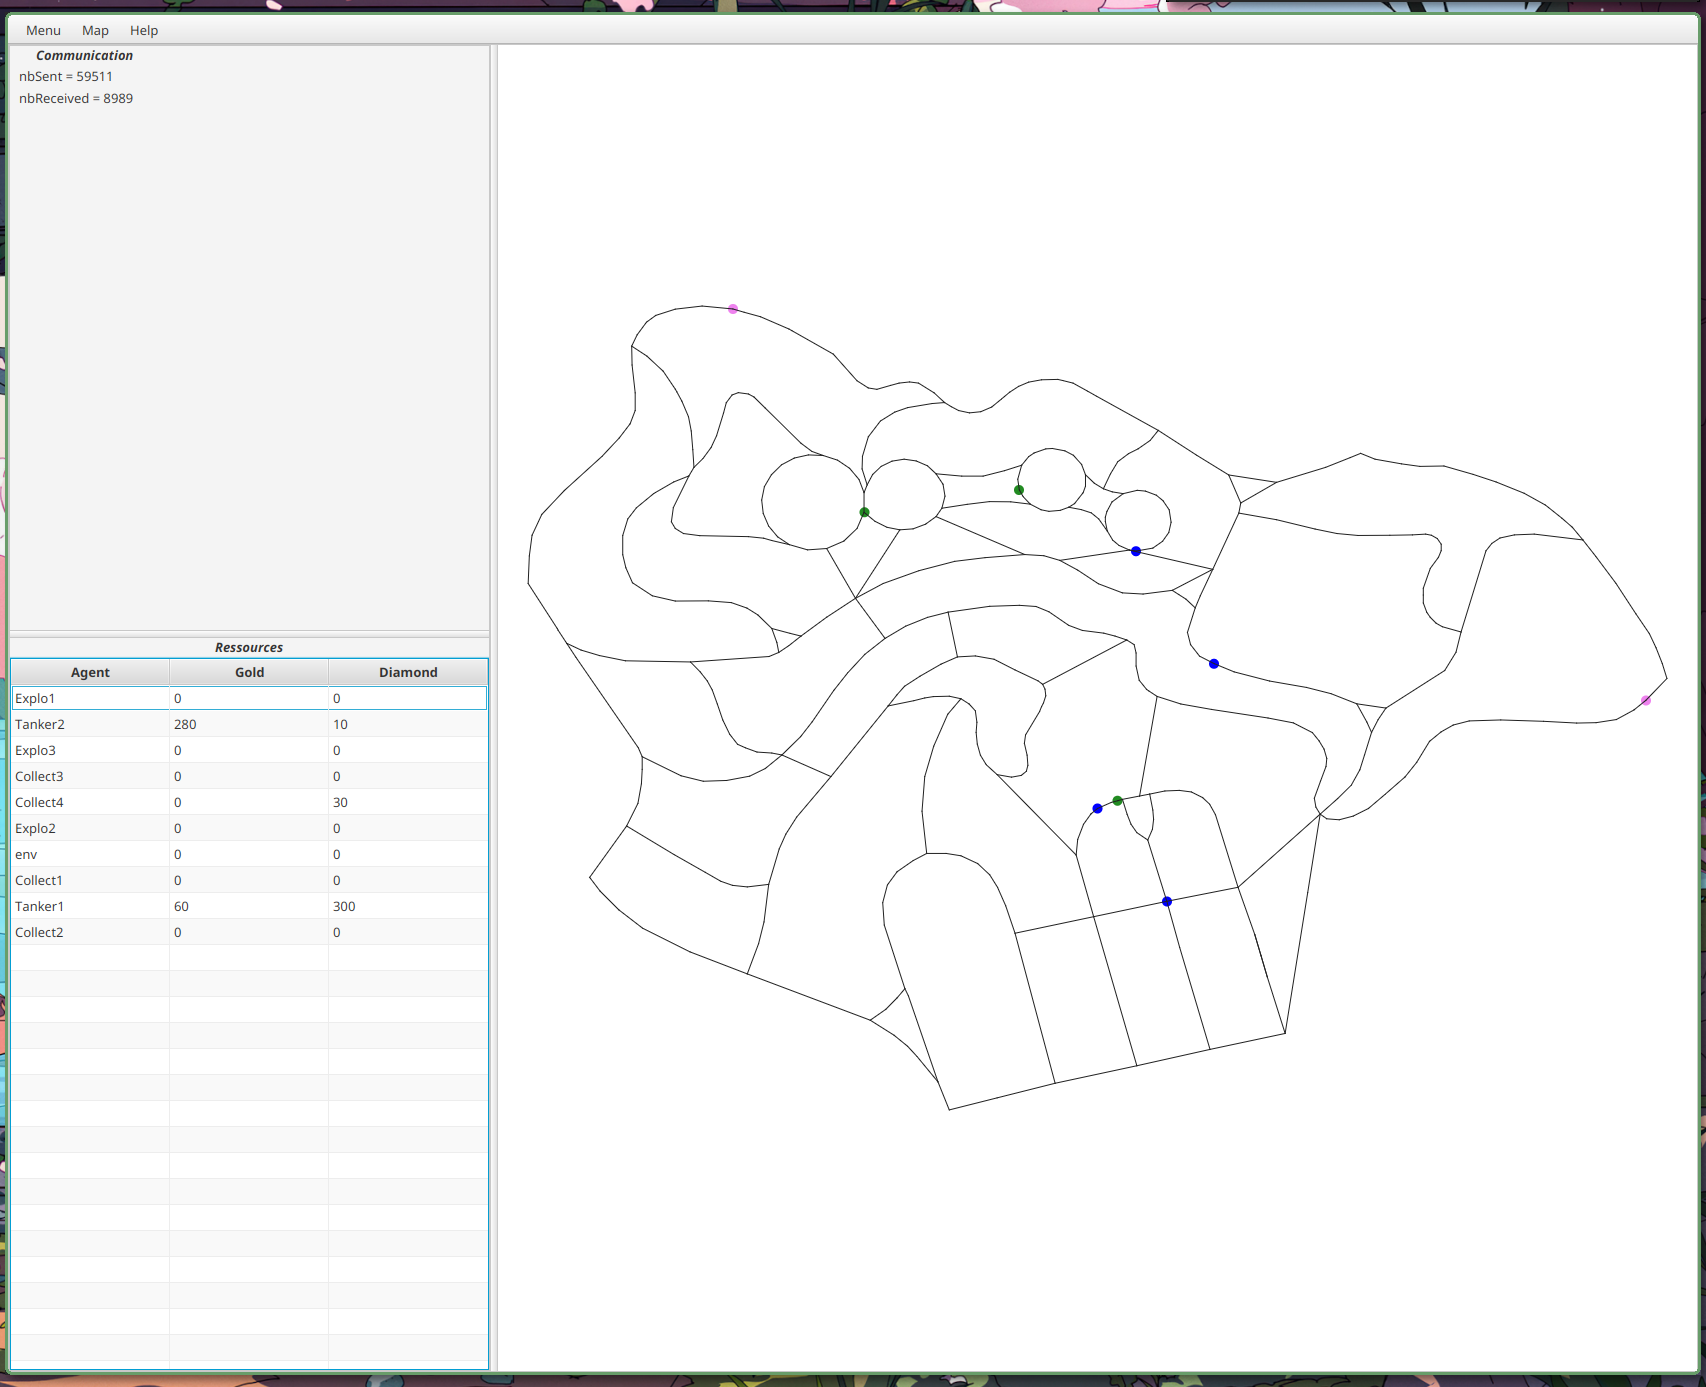 Menu Map Help
Communication
nbSent = 59511
nbReceived = 8989
Ressources
Agent Gold Diamond
Explo1 0 0
Tanker2 280 10
Explo3 0 0
Collect3 0 0
Collect4 0 30
Explo2 0 0
env 0 0
Collect1 0 0
Tanker1 60 300
Collect2 0 0